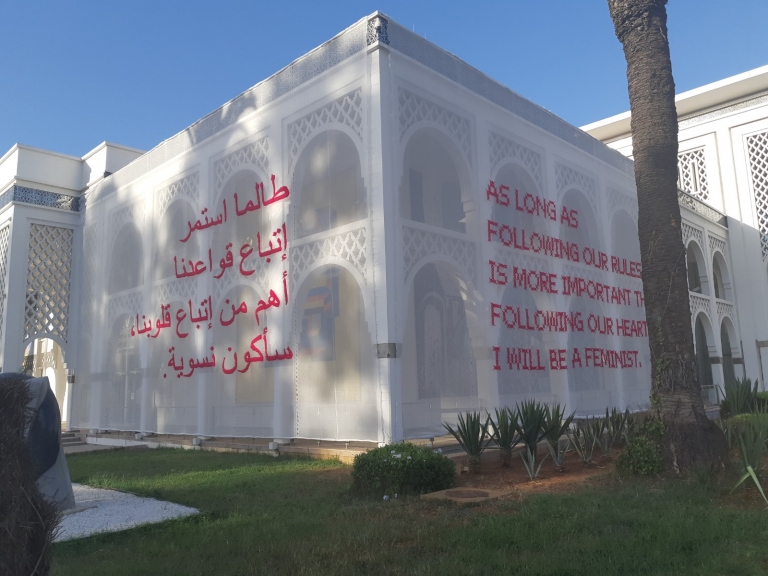 طالما استمر
إتباع قواعدنا
أهم من إتباع قلوبنا،
سأكون نسوية.
AS LONG AS
FOLLOWING OUR RULES
IS MORE IMPORTANT
FOLLOWING OUR HEART
I WILL BE A FEMINIST.